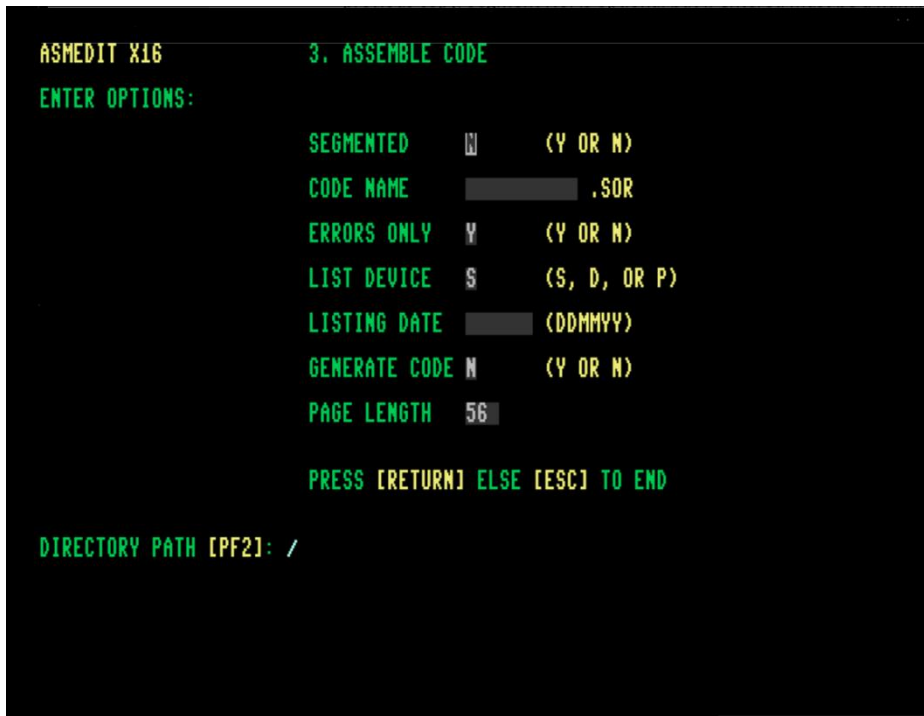 ASMEDIT X16 3. ASSEMBLE CODE
ENTER OPTIONS:
SEGMENTED N (Y OR N)
CODE NAME .SOR
ERRORS ONLY Y (Y OR N)
LIST DEVICE S (S, D, OR P)
LISTING DATE (DDMMYY)
GENERATE CODE N (Y OR N)
PAGE LENGTH 56
PRESS [RETURN] ELSE [ESC] TO END
DIRECTORY PATH [PF2]: /